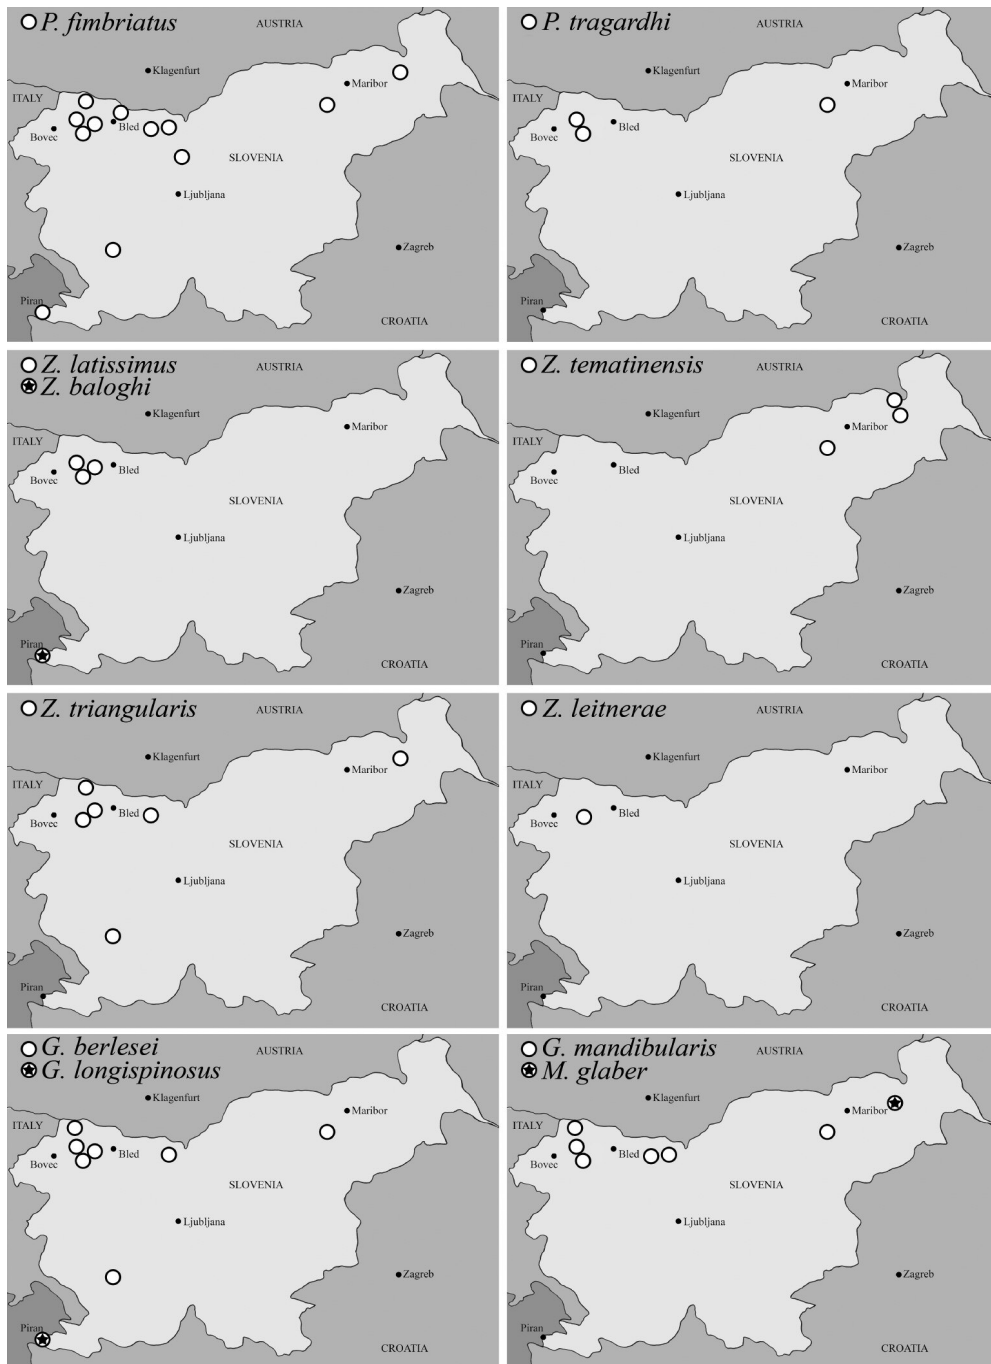 P. fimbriatus
AUSTRIA
Klagenfurt
Maribor
ITALY
Bled
Bovec
SLOVENIA
Ljubljana
Zagreb
Piran
CROATIA
P. tragardhi
AUSTRIA
Klagenfurt
Maribor
ITALY
Bled
Bovec
SLOVENIA
Ljubljana
Zagreb
Piran
CROATIA
Z. latissimus
Z. baloghi
AUSTRIA
Klagenfurt
Maribor
ITALY
Bled
Bovec
SLOVENIA
Ljubljana
Zagreb
Piran
CROATIA
Z. tematinensis
AUSTRIA
Klagenfurt
Maribor
ITALY
Bled
Bovec
SLOVENIA
Ljubljana
Zagreb
Piran
CROATIA
Z. triangularis
AUSTRIA
Klagenfurt
Maribor
ITALY
Bled
Bovec
SLOVENIA
Ljubljana
Zagreb
Piran
CROATIA
Z. leitnerae
AUSTRIA
Klagenfurt
Maribor
ITALY
Bled
Bovec
SLOVENIA
Ljubljana
Zagreb
Piran
CROATIA
G. berlesei
G. longispinosus
AUSTRIA
Klagenfurt
Maribor
ITALY
Bled
Bovec
SLOVENIA
Ljubljana
Zagreb
Piran
CROATIA
G. mandibularis
M. glaber
AUSTRIA
Klagenfurt
Maribor
ITALY
Bled
Bovec
SLOVENIA
Ljubljana
Zagreb
Piran
CROATIA